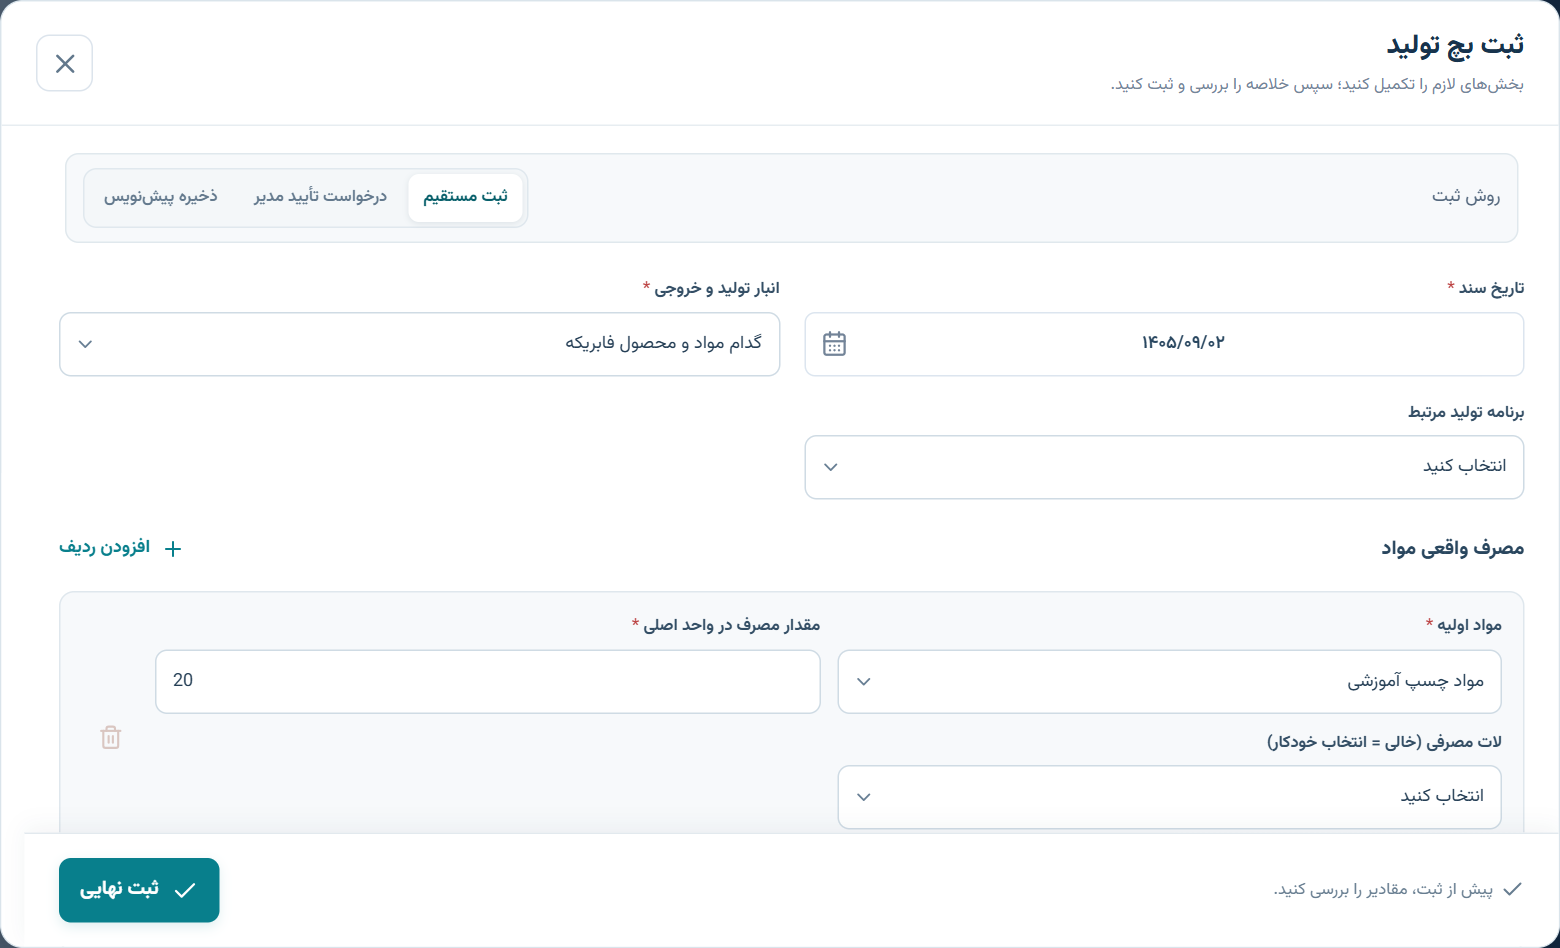 ثبت بچ تولید
بخش‌های لازم را تکمیل کنید؛ سپس خلاصه را بررسی و ثبت کنید.
روش ثبت
ثبت مستقیم
درخواست تأیید مدیر
ذخیره پیش‌نویس
تاریخ سند *
انبار تولید و خروجی *
۱۴۰۵/۰۹/۰۲
گدام مواد و محصول فابریکه
برنامه تولید مرتبط
انتخاب کنید
مصرف واقعی مواد
افزودن ردیف
مواد اولیه *
مقدار مصرف در واحد اصلی *
مواد چسپ آموزشی
20
لات مصرفی (خالی = انتخاب خودکار)
انتخاب کنید
پیش از ثبت، مقادیر را بررسی کنید.
ثبت نهایی